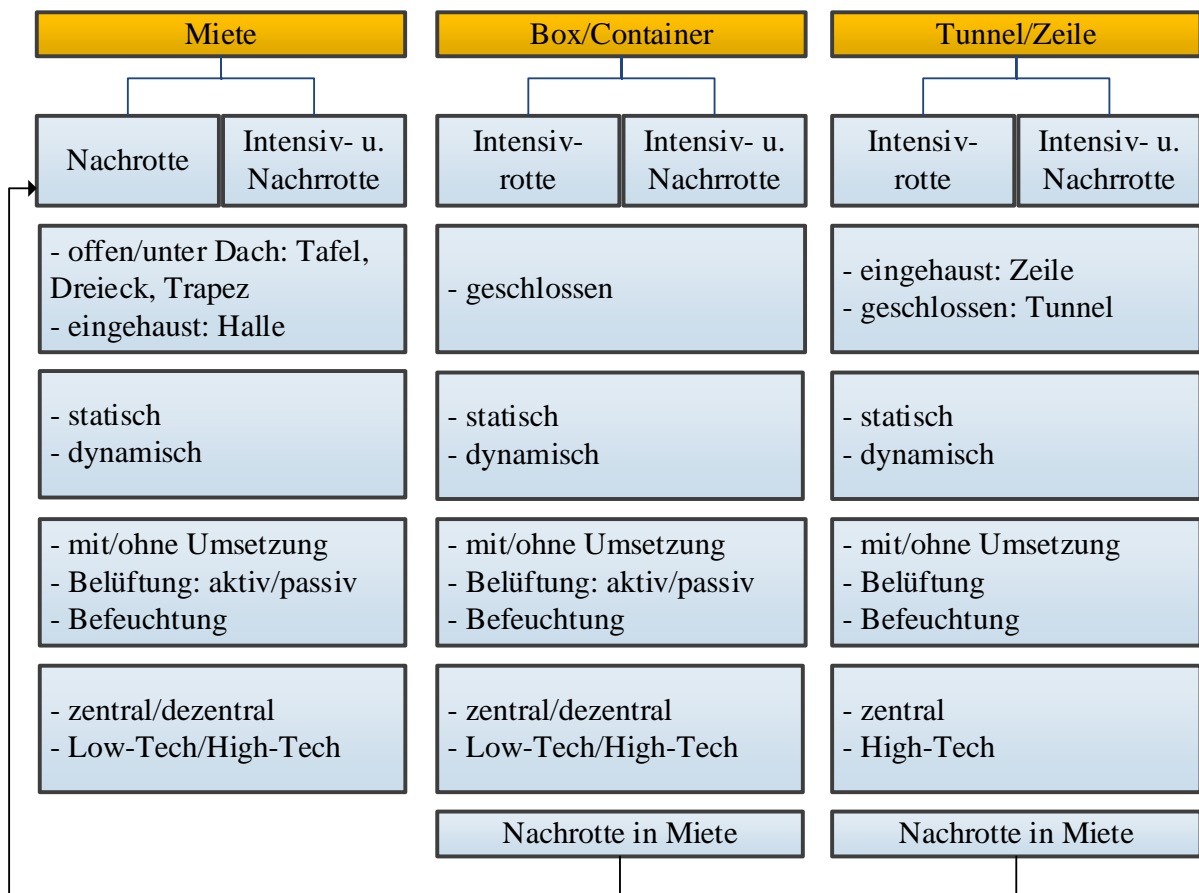 Miete
Nachrotte
Intensiv- u.
Nachrrotte
- offen/unter Dach: Tafel,
Dreieck, Trapez
- eingehaust: Halle
- statisch
- dynamisch
- mit/ohne Umsetzung
- Belüftung: aktiv/passiv
- Befeuchtung
- zentral/dezentral
- Low-Tech/High-Tech
Box/Container
Intensiv-
rotte
Intensiv- u.
Nachrrotte
- geschlossen
- statisch
- dynamisch
- mit/ohne Umsetzung
- Belüftung: aktiv/passiv
- Befeuchtung
- zentral/dezentral
- Low-Tech/High-Tech
Nachrotte in Miete
Tunnel/Zeile
Intensiv-
rotte
Intensiv- u.
Nachrrotte
- eingehaust: Zeile
- geschlossen: Tunnel
- statisch
- dynamisch
- mit/ohne Umsetzung
- Belüftung
- Befeuchtung
- zentral
- High-Tech
Nachrotte in Miete